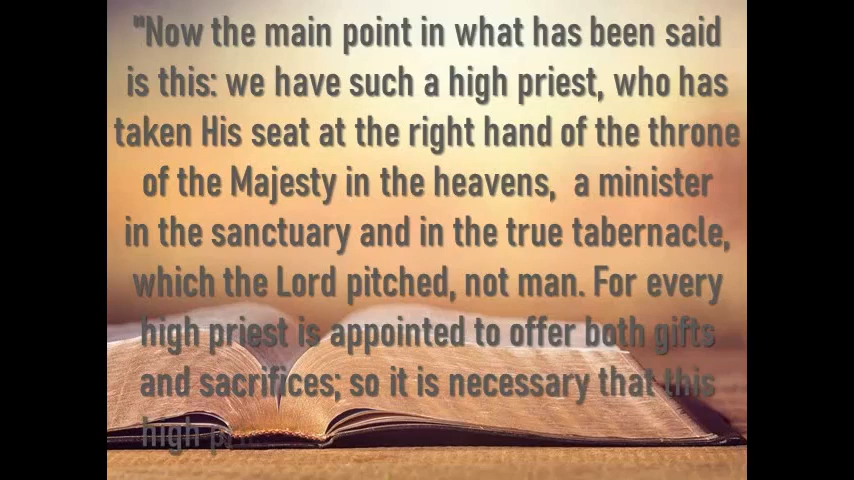 "Now the main point in what has been said
is this: we have such a high priest, who has
taken His seat at the right hand of the throne
of the Majesty in the heavens, a minister
in the sanctuary and in the true tabernacle,
which the Lord pitched, not man. For every
high priest is appointed to offer both gifts
and sacrifices; so it is necessary that this
high